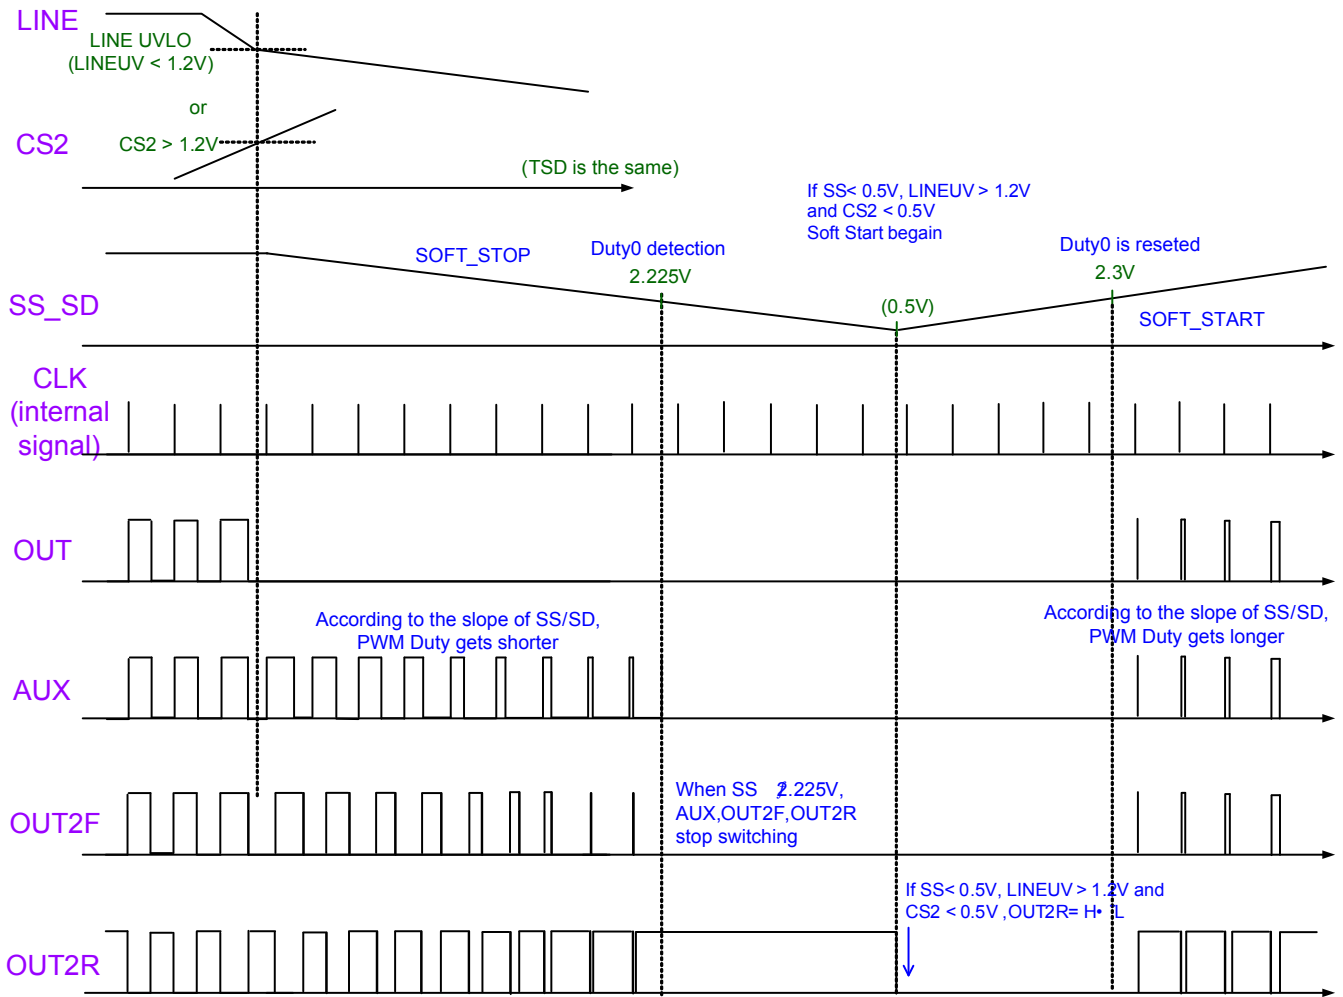 LINE
LINE UVLO
(LINEUV < 1.2V)
or
CS2
CS2 > 1.2V
(TSD is the same)
If SS< 0.5V, LINEUV > 1.2V
and CS2 < 0.5V
Soft Start begain
SOFT_STOP
Duty0 detection
2.225V
Duty0 is reseted
2.3V
SS_SD
(0.5V)
SOFT_START
CLK
(internal
signal)
OUT
According to the slope of SS/SD,
PWM Duty gets shorter
According to the slope of SS/SD,
PWM Duty gets longer
AUX
When SS 2.225V,
AUX,OUT2F,OUT2R
stop switching
OUT2F
If SS< 0.5V, LINEUV > 1.2V and
CS2 < 0.5V ,OUT2R= H• L
OUT2R